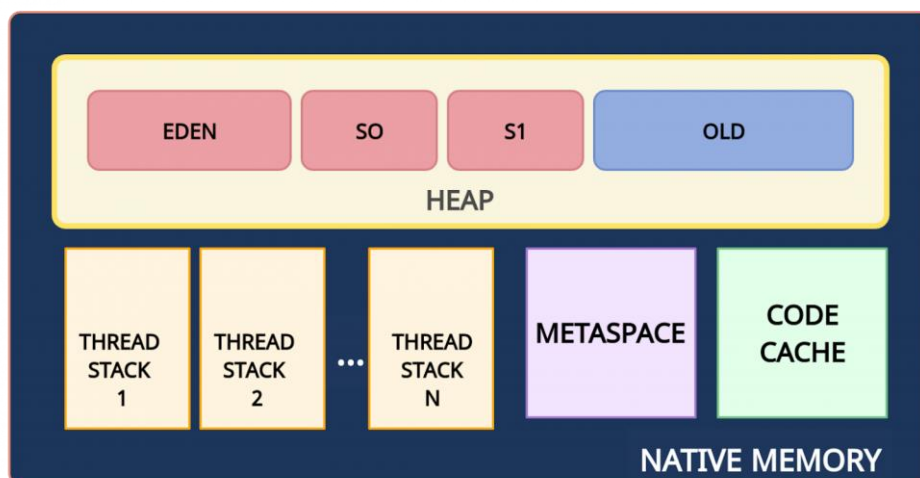 EDEN
SO
S1
OLD
HEAP
THREAD
STACK
1
THREAD
STACK
2
...
THREAD
STACK
N
METASPACE
CODE
CACHE
NATIVE MEMORY